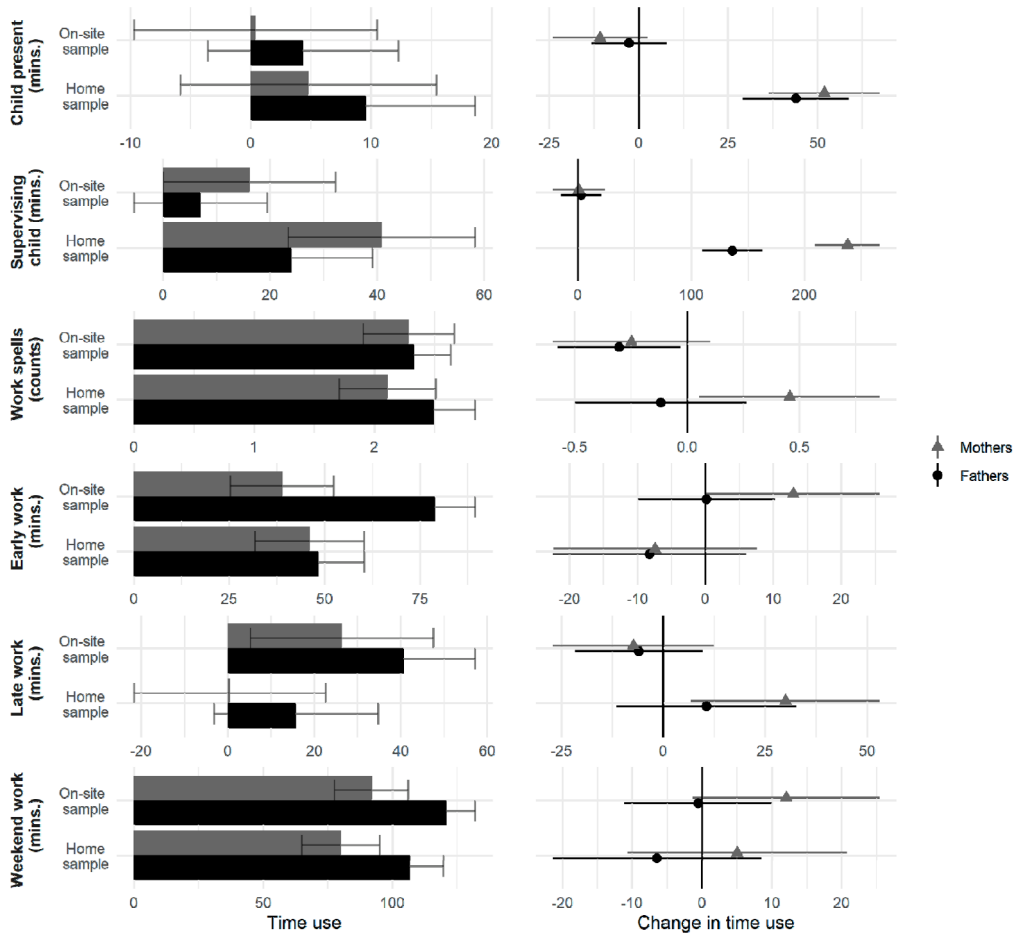 Child present
(mins.)
On-site
sample
Home
sample
-10 0 10 20
-25 0 50
Supervising
child (mins.)
On-site
sample
Home
sample
0 20 40 60
0 100 200
Work spells
(counts)
On-site
sample
Home
sample
0 1 2
-0.5 0.0 0.5
Mothers
Fathers
Early work
(mins.)
On-site
sample
Home
sample
0 25 50 75
-20 -10 0 10 20
Late work
(mins.)
On-site
sample
Home
sample
-20 0 20 40 60
-25 0 25 50
Weekend work
(mins.)
On-site
sample
Home
sample
0 50 100
-20 -10 0 10 20
Time use
Change in time use